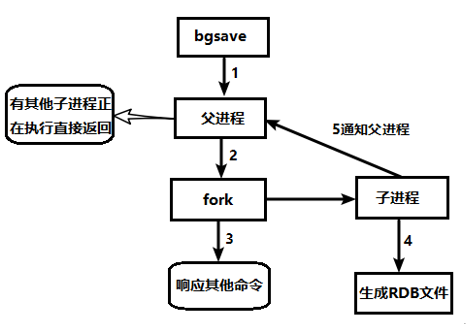 bgsave
1
有其他子进程正
在执行直接返回
父进程
5通知父进程
2
fork
子进程
3
4
响应其他命令
生成RDB文件